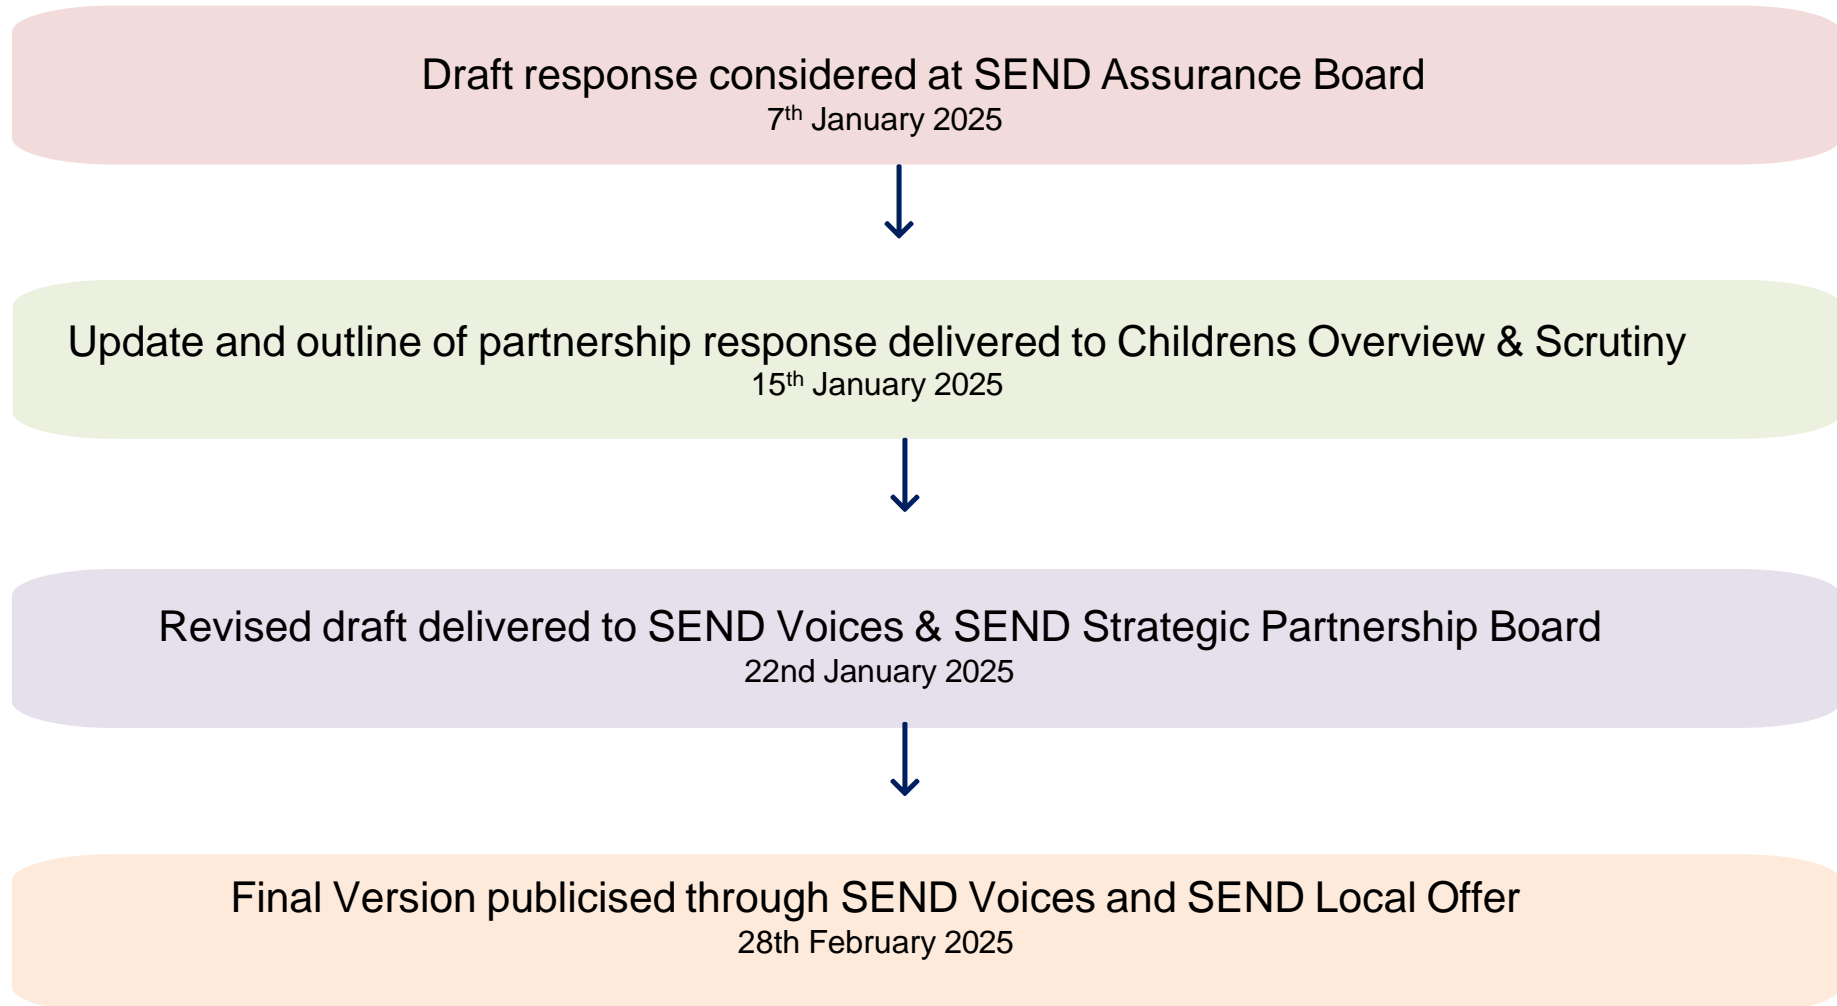 Draft response considered at SEND Assurance Board
7th January 2025
Update and outline of partnership response delivered to Childrens Overview & Scrutiny
15th January 2025
Revised draft delivered to SEND Voices & SEND Strategic Partnership Board
22nd January 2025
Final Version publicised through SEND Voices and SEND Local Offer
28th February 2025